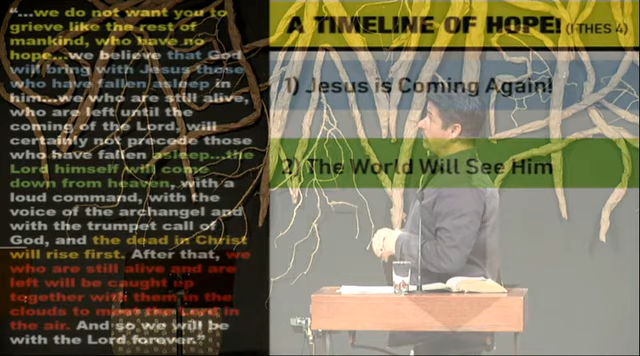 "...we do not want you to
grieve like the rest of
mankind, who have no
hope...we believe that God
will bring with Jesus those
who have fallen asleep in
him...we who are still alive,
who are left until the
coming of the Lord, will
certainly not precede those
who have fallen asleep...the
Lord himself will come
down from heaven, with a
loud command, with the
voice of the archangel and
with the trumpet call of
God, and the dead in Christ
will rise first. After that, we
who are still alive and are
left will be caught up
together with them in the
clouds to meet the Lord in
the air. And so we will be
with the Lord forever."
A TIMELINE OF HOPE! (I THES 4)
1) Jesus is Coming Again!
2) The World Will See Him